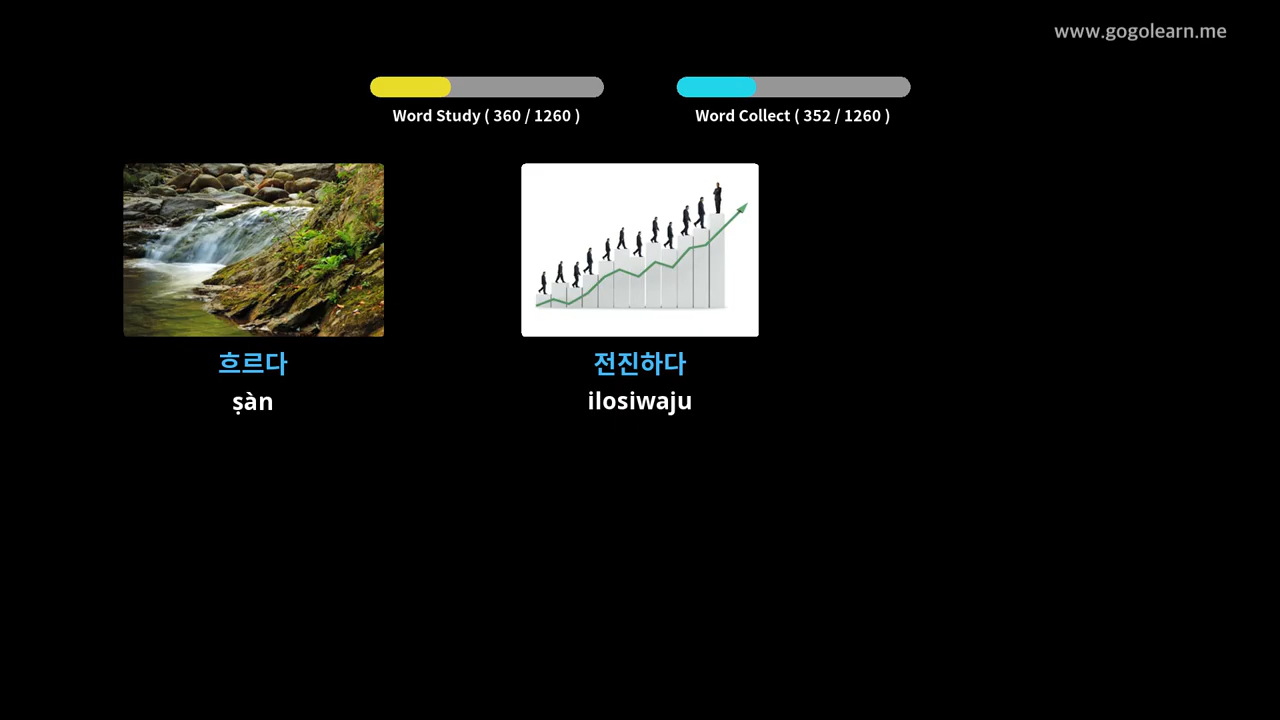 www.gogolearn.me
Word Study ( 360 / 1260 )
Word Collect ( 352 / 1260 )
흐르다
ṣàn
전진하다
ilosiwaju